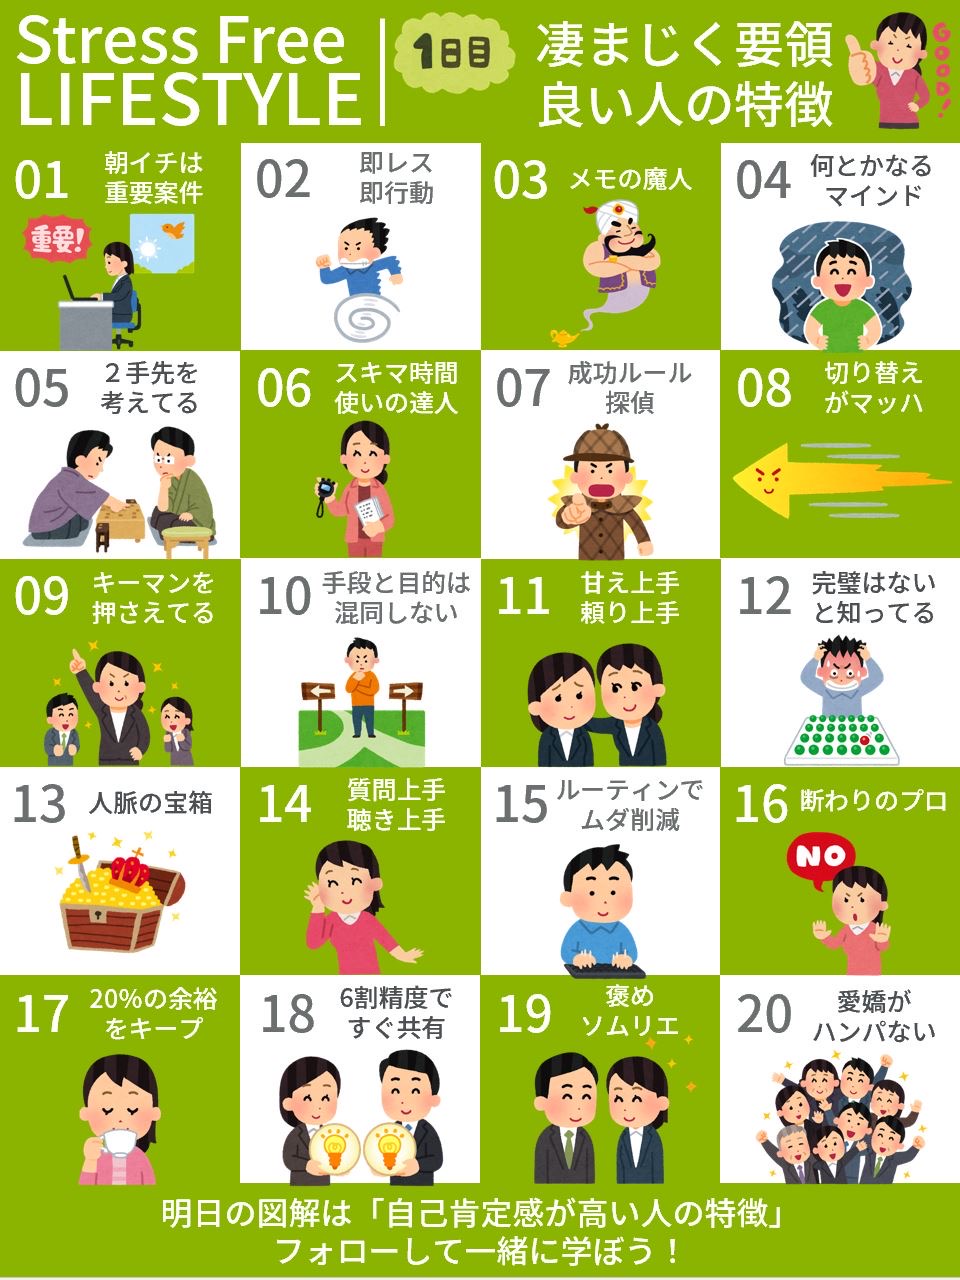 Stress Free
LIFESTYLE
1日目
凄まじく要領
良い人の特徴
GOOD!
01
朝イチは
重要案件
重要!
02
即レス
即行動
03
メモの魔人
04
何とかなる
マインド
05
２手先を
考えてる
06
スキマ時間
使いの達人
07
成功ルール
探偵
08
切り替え
がマッハ
09
キーマンを
押さえてる
10
手段と目的は
混同しない
11
甘え上手
頼り上手
12
完璧はない
と知ってる
13
人脈の宝箱
14
質問上手
聴き上手
15
ルーティンで
ムダ削減
16
断わりのプロ
NO
17
20%の余裕
をキープ
18
6割精度で
すぐ共有
19
褒め
ソムリエ
20
愛嬌が
ハンパない
明日の図解は「自己肯定感が高い人の特徴」
フォローして一緒に学ぼう！